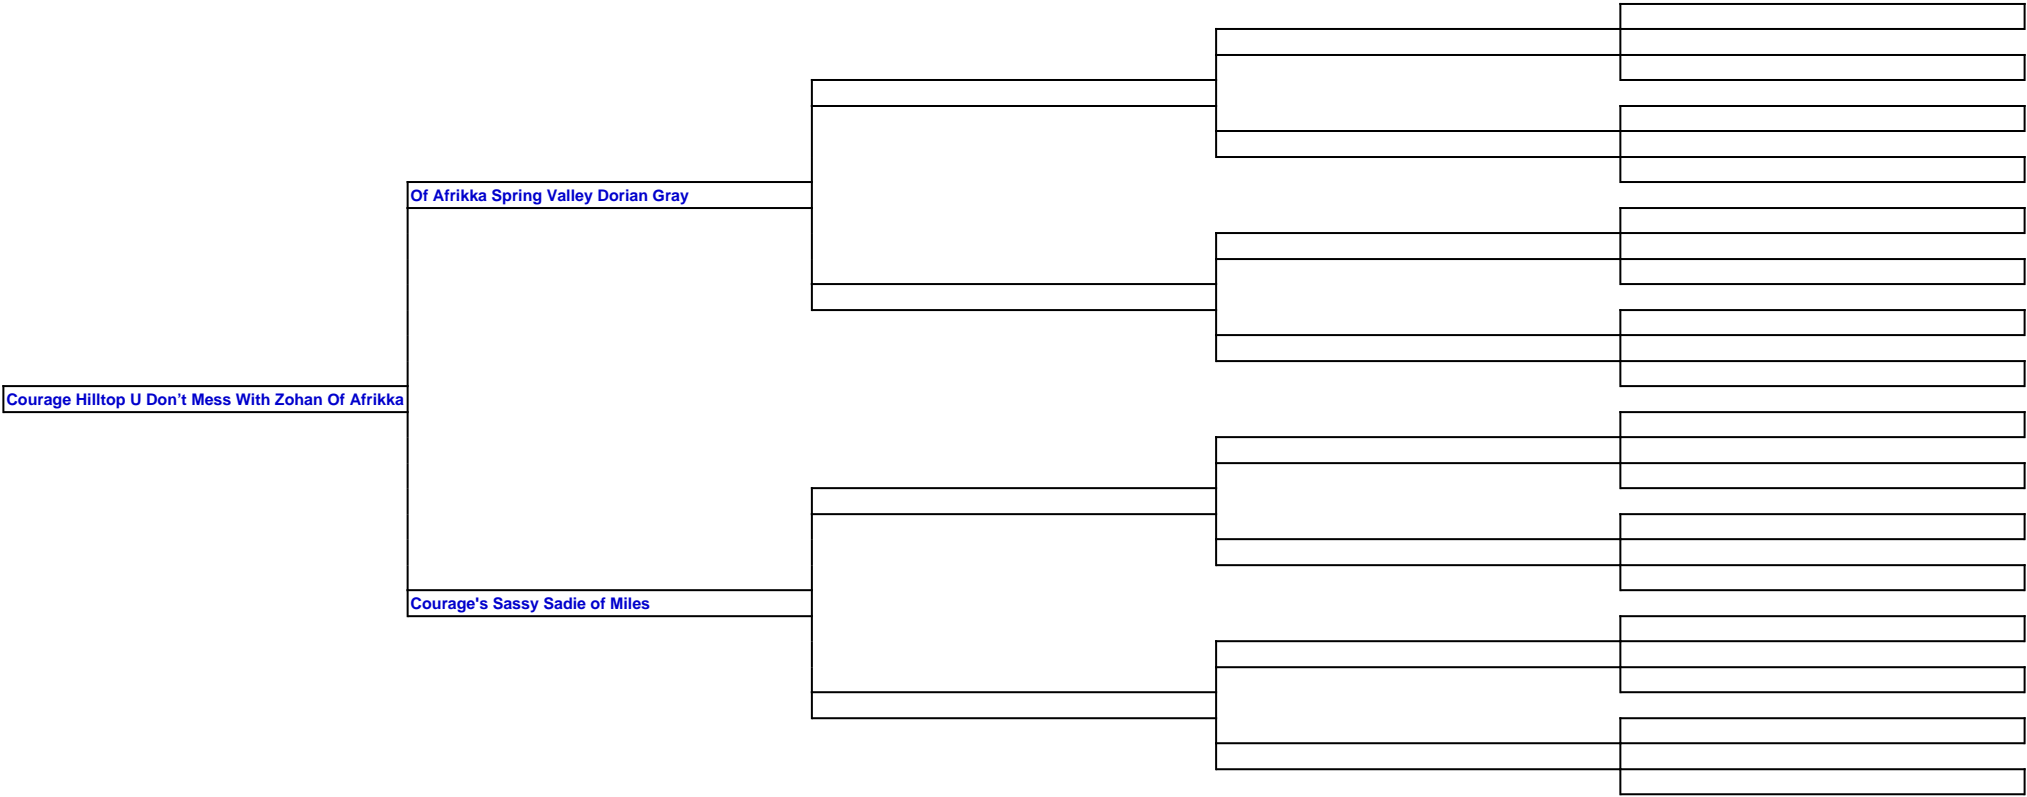 Of Afrikka Spring Valley Dorian Gray
Courage Hilltop U Don’t Mess With Zohan Of Afrikka
Courage's Sassy Sadie of Miles